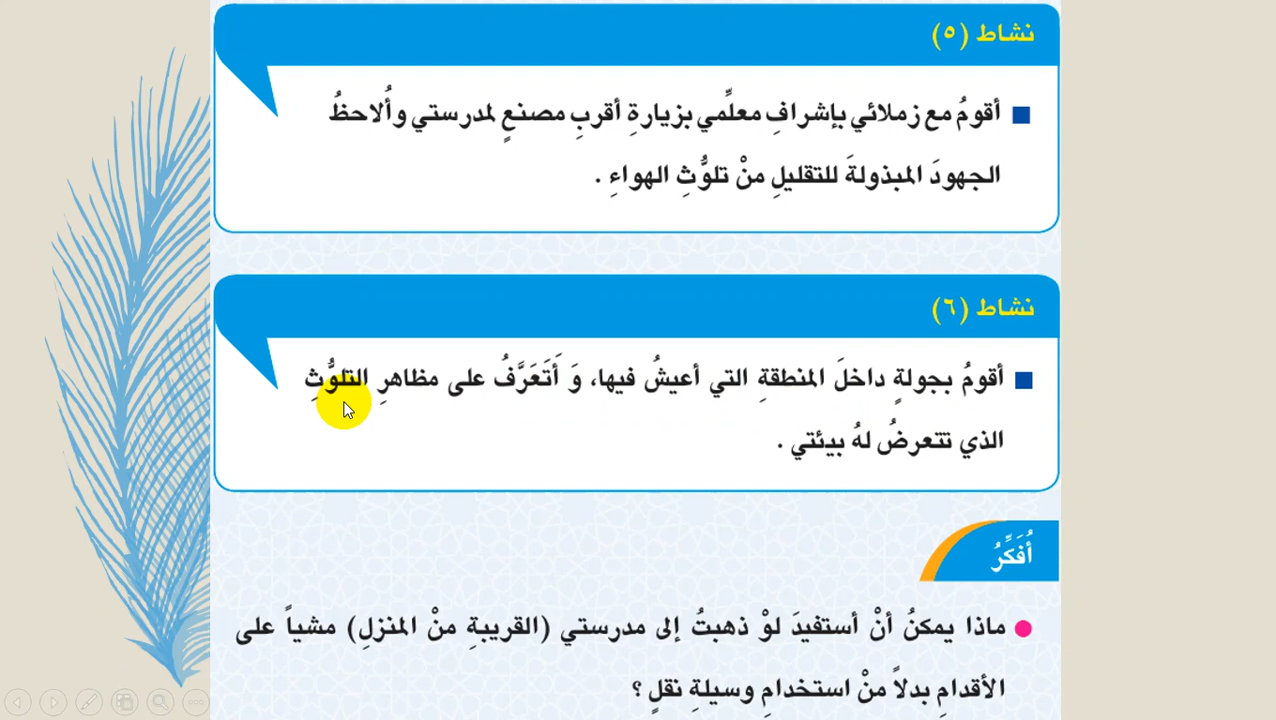 نشاط (٥)
أقومُ مع زملائي بإشرافِ معلِّمي بزيارةِ أقربِ مصنعٍ لمدرستي وأُلاحظُ
الجهودَ المبذولةَ للتقليلِ منْ تلوُّثِ الهواءِ .
نشاط (٦)
أقومُ بجولةٍ داخلَ المنطقةِ التي أعيشُ فيها، وَ أَتَعَرَّفُ على مظاهرِ التلوُّثِ
الذي تتعرضُ لهُ بيئتي .
أُفَكِّرُ
ماذا يمكنُ أنْ أستفيدَ لوْ ذهبتُ إلى مدرستي (القريبةِ منْ المنزلِ) مشياً على
الأقدامِ بدلاً منْ استخدامِ وسيلةِ نقلٍ ؟